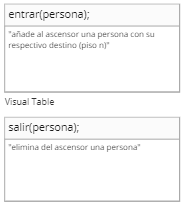 entrar(persona);
"añade al ascensor una persona con su
respectivo destino (piso n)"
Visual Table
salir(persona);
"elimina del ascensor una persona"